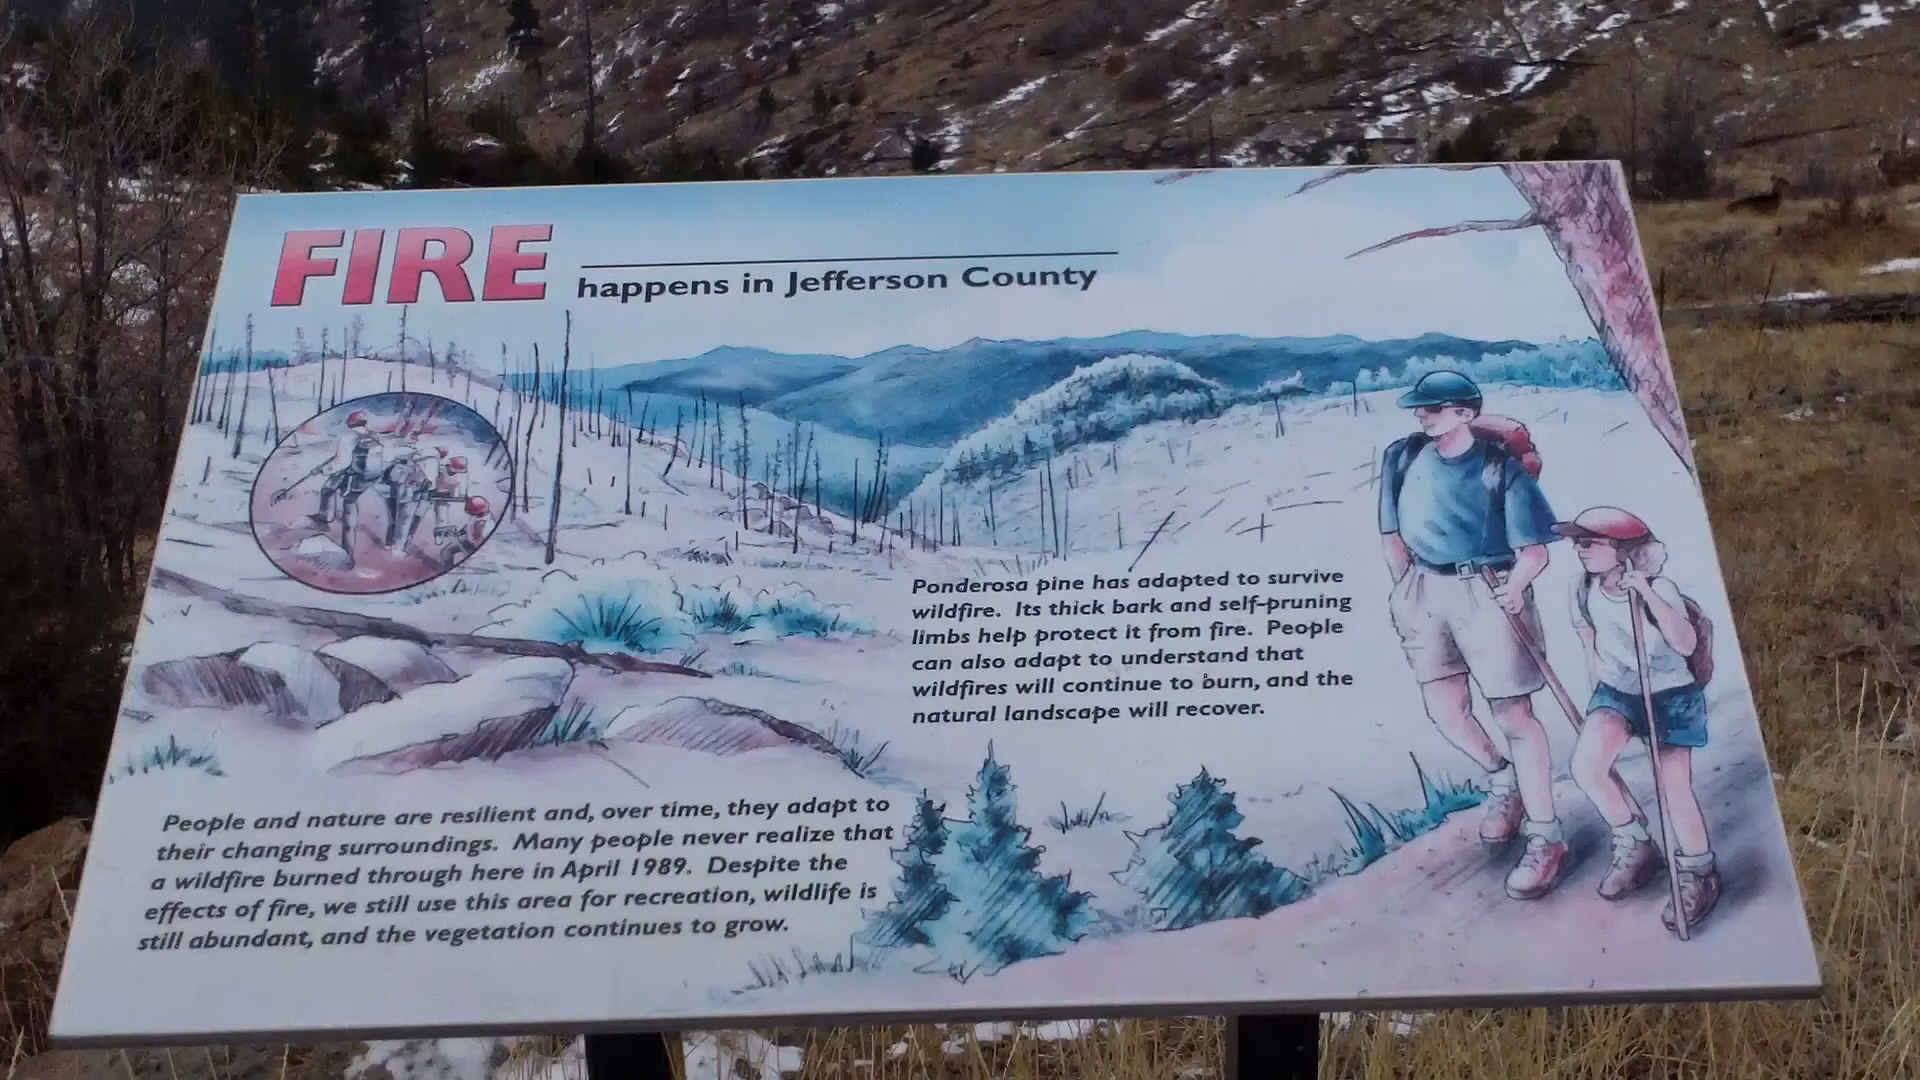 FIRE
happens in Jefferson County
Ponderosa pine has adapted to survive
wildfire. Its thick bark and self-pruning
limbs help protect it from fire. People
can also adapt to understand that
wildfires will continue to burn, and the
natural landscape will recover.
People and nature are resilient and, over time, they adapt to
their changing surroundings. Many people never realize that
a wildfire burned through here in April 1989. Despite the
effects of fire, we still use this area for recreation, wildlife is
still abundant, and the vegetation continues to grow.